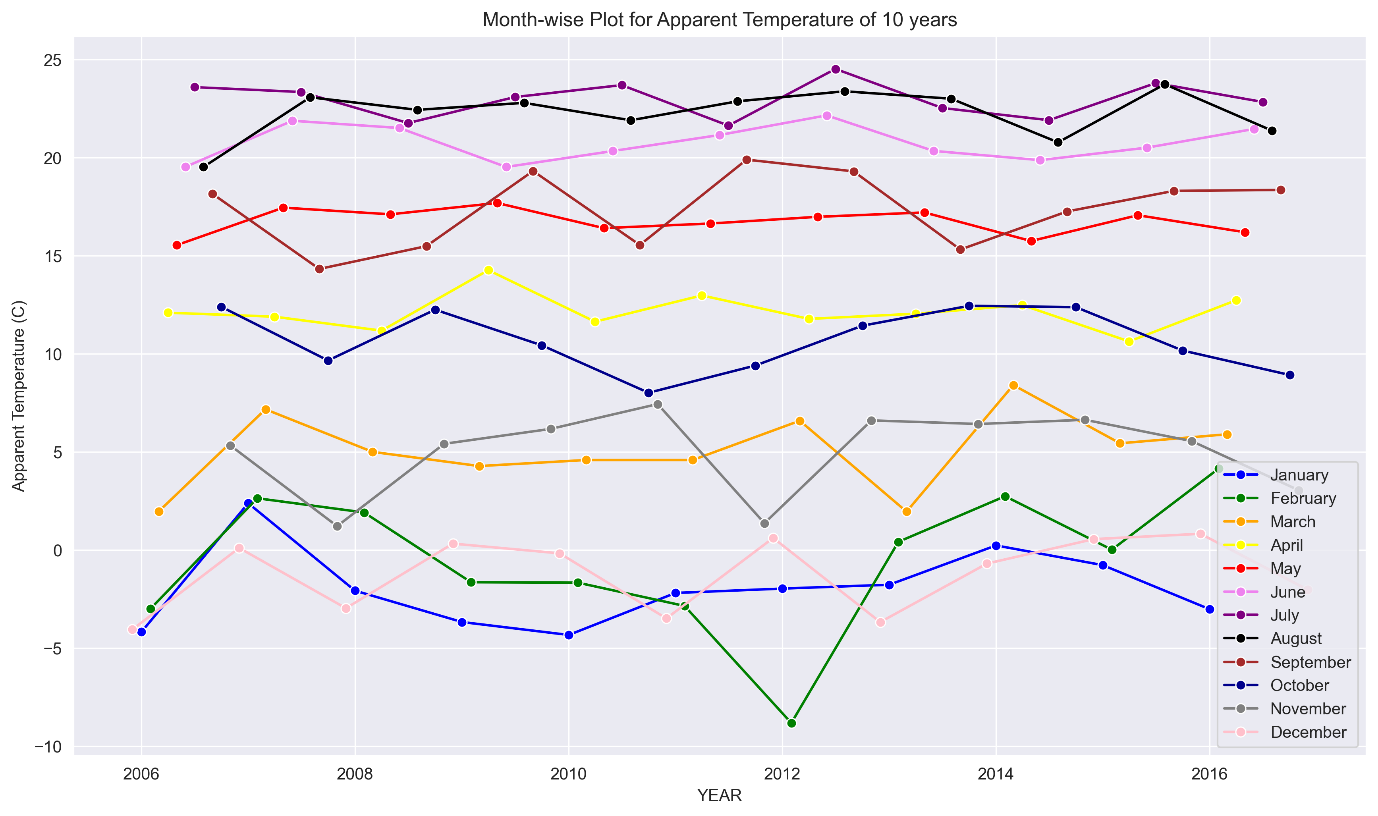 Month-wise Plot for Apparent Temperature of 10 years
Apparent Temperature (C)
25
20
15
10
5
0
−5
−10
2006
2008
2010
2012
2014
2016
YEAR
January
February
March
April
May
June
July
August
September
October
November
December